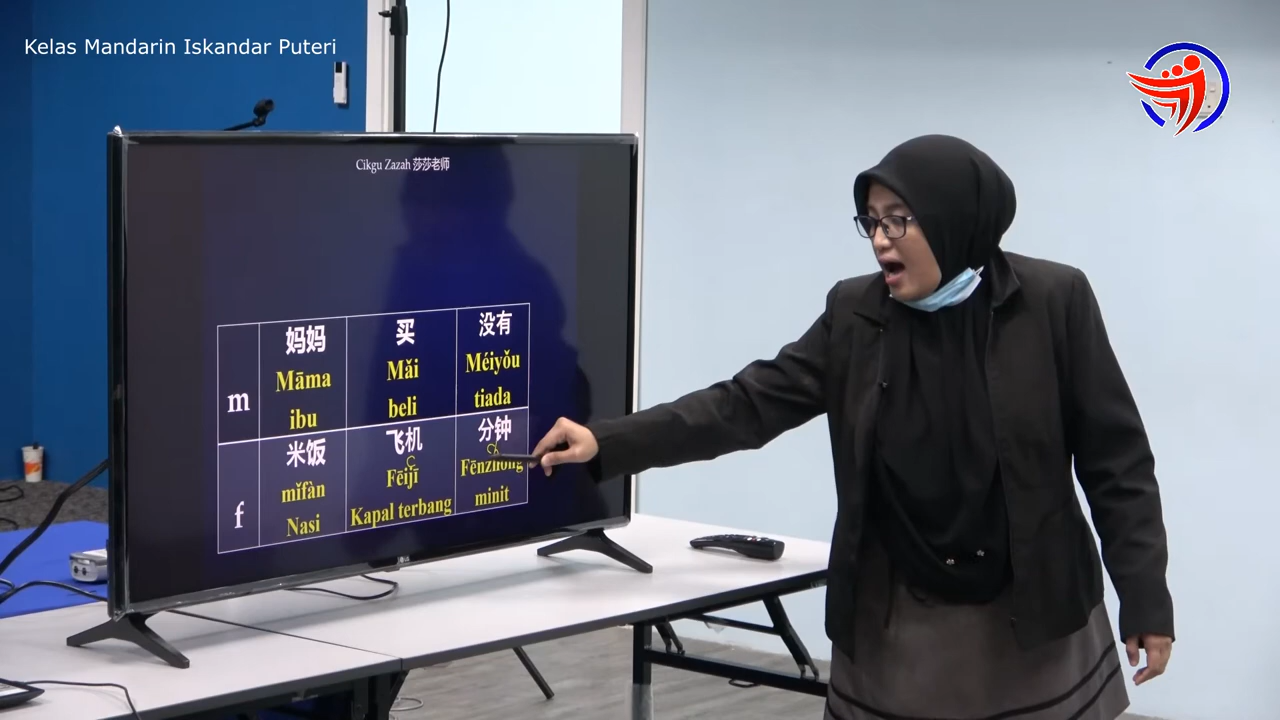 Kelas Mandarin Iskandar Puteri
Cikgu Zazah 莎莎老师
m
妈妈
Māma
ibu
买
Mǎi
beli
没有
Méiyǒu
tiada
f
米饭
mǐfàn
Nasi
飞机
Fēijī
Kapal terbang
分钟
Fēnzhōng
minit
LG